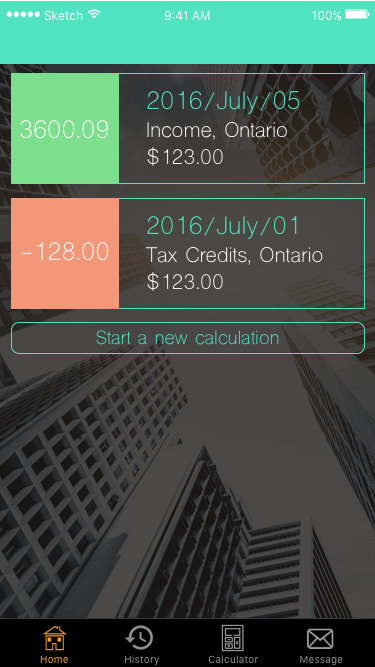 Sketch 9:41 AM 100%
3600.09
2016/July/05
Income, Ontario
$123.00
-128.00
2016/July/01
Tax Credits, Ontario
$123.00
Start a new calculation
Home History Calculator Message